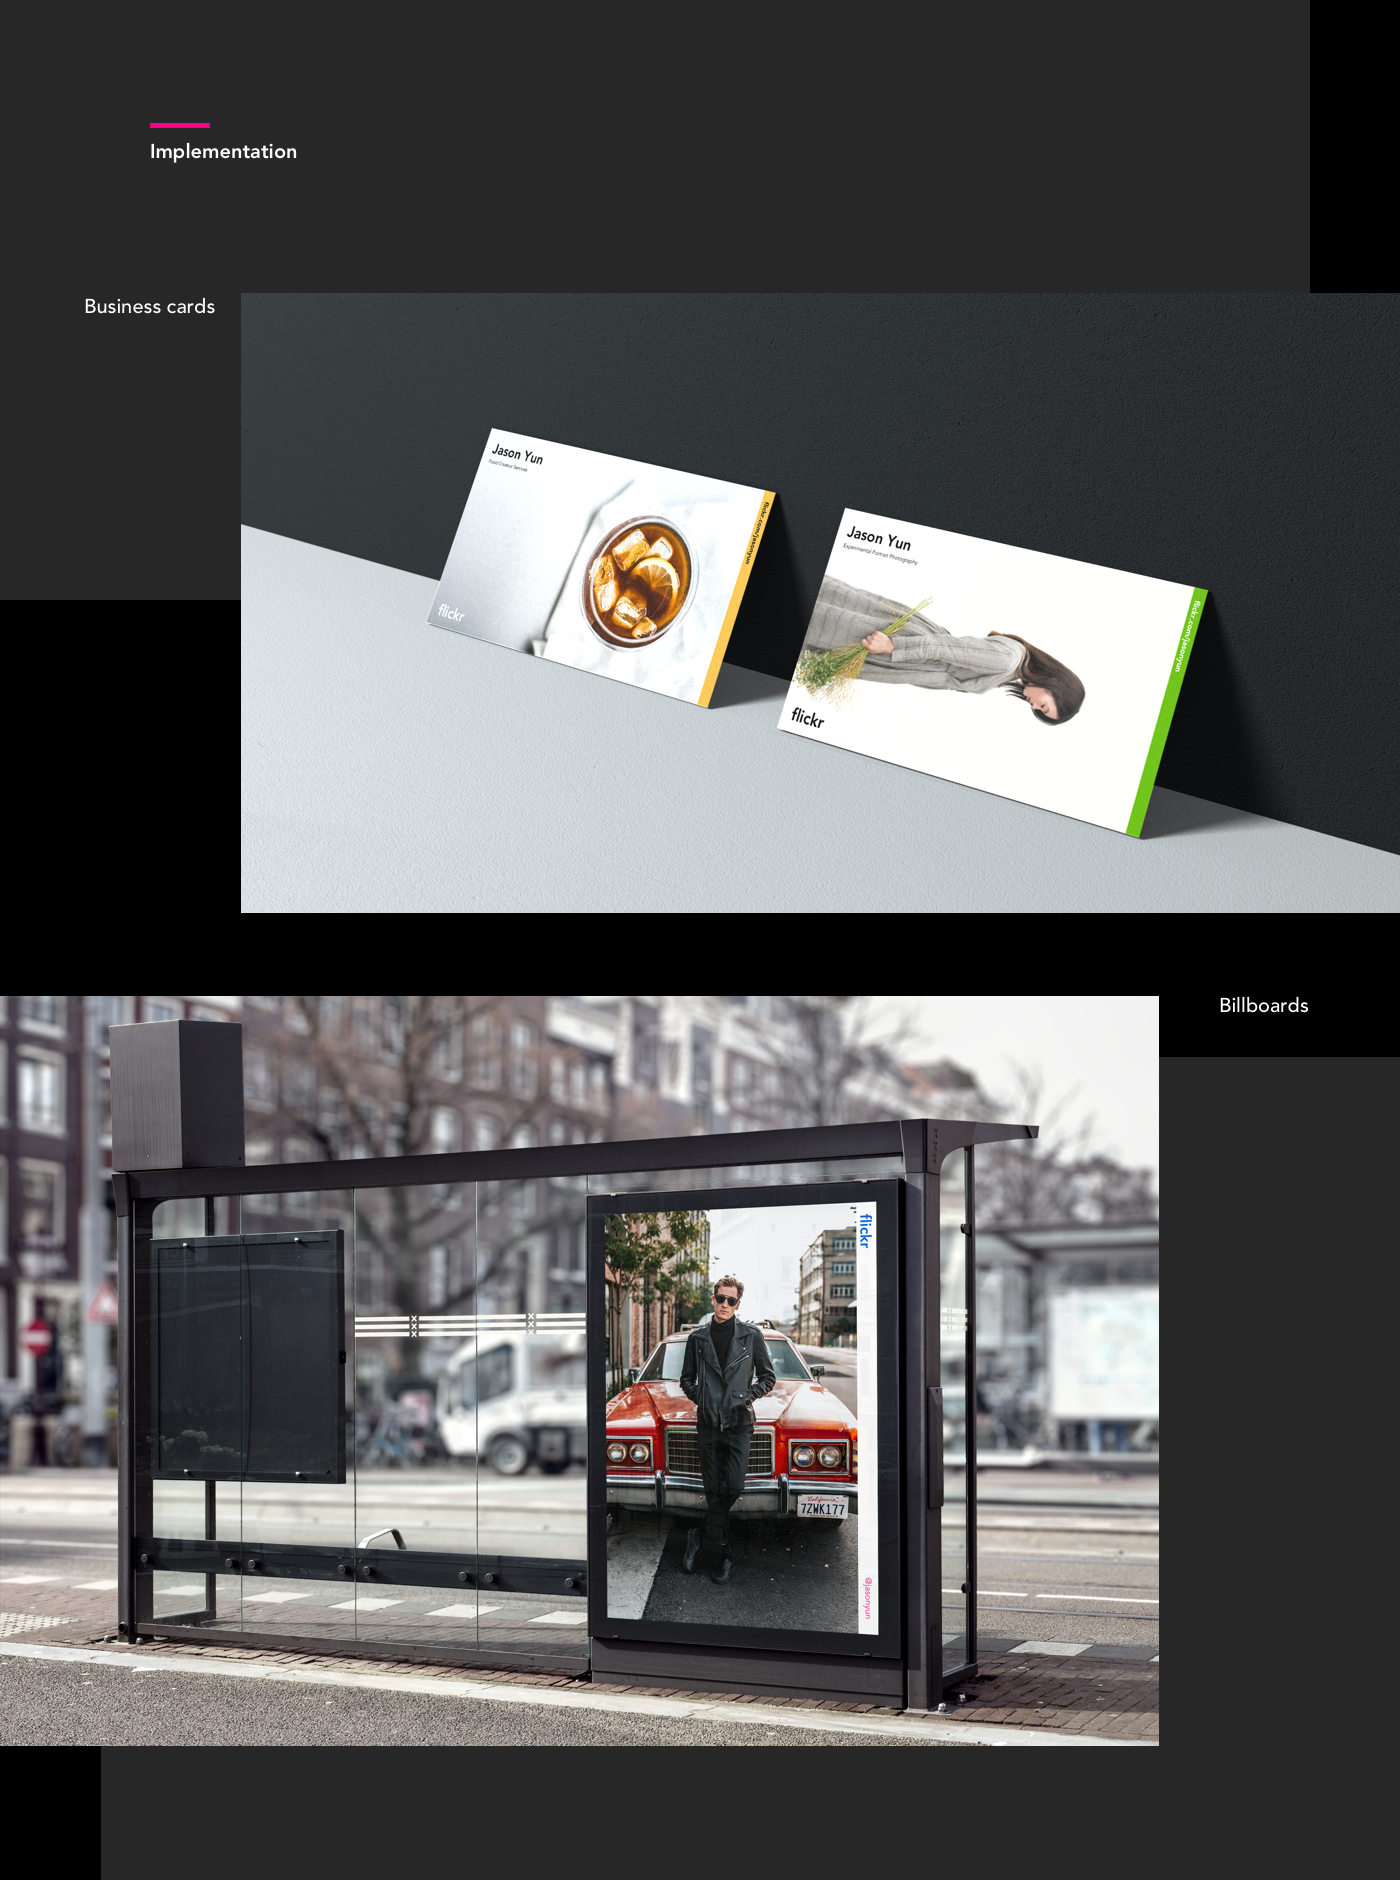 Implementation
Business cards
Jason Yun
Food Creative Services
flickr.com/jasonyun
flickr
Jason Yun
Experimental Portrait Photography
flickr.com/jasonyun
flickr
Billboards
flickr
California
7ZWK177
@jasonyun